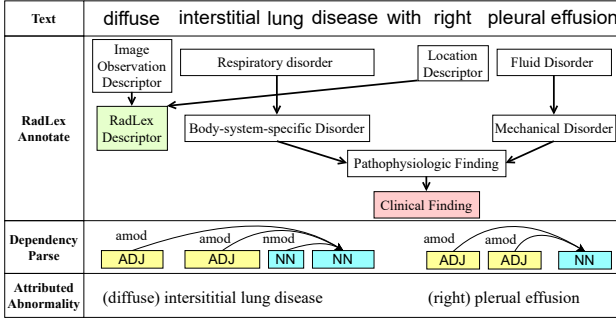 Text diffuse interstitial lung disease with right pleural effusion
Image Observation Descriptor
Respiratory disorder
Location Descriptor
Fluid Disorder
RadLex Annotate
RadLex Descriptor
Body-system-specific Disorder
Mechanical Disorder
Pathophysiologic Finding
Clinical Finding
Dependency Parse
amod amod nmod amod amod
ADJ ADJ NN NN ADJ ADJ NN
Attributed Abnormality
(diffuse) intersititial lung disease (right) plerual effusion